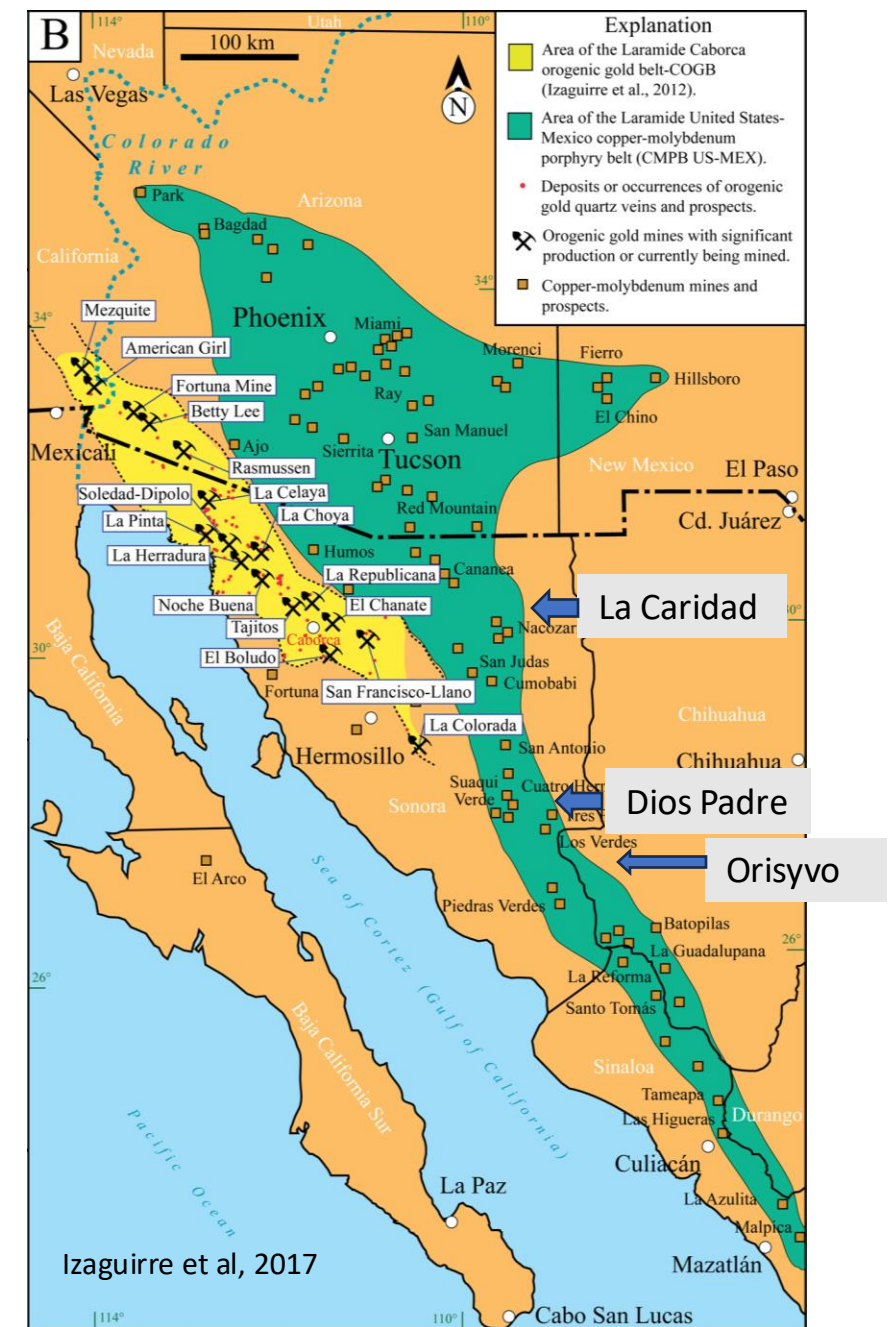 B
114°
Utah
110°
Nevada
100 km
N
Las Vegas
Colorado
River
Explanation
Area of the Laramide Caborca
orogenic gold belt-COGB
(Izaguirre et al., 2012).
Area of the Laramide United States-
Mexico copper-molybdenum
porphyry belt (CMPB US-MEX).
Deposits or occurrences of orogenic
gold quartz veins and prospects.
Orogenic gold mines with significant
production or currently being mined.
Copper-molybdenum mines and
prospects.
Park
Arizona
Bagdad
California
34°
34°
Mezquite
Phoenix
Miami
American Girl
Morenci
Fierro
Fortuna Mine
Ray
Hillsboro
Betty Lee
El Chino
San Manuel
Mexicali
Ajo
Sierrita
Tucson
Rasmussen
New Mexico
El Paso
Soledad-Dipolo
La Celaya
Red Mountain
La Pinta
La Choya
Cd. Juárez
La Herradura
Humos
Cananea
La Republicana
Noche Buena
El Chanate
La Caridad
Tajitos
Caborca
Nacozar
30°
El Boludo
30°
San Judas
Baja California
Fortuna
San Francisco-Llano
Cumobabi
Chihuahua
La Colorada
Hermosillo
San Antonio
Chihuahua
Suaqui
Verde
Cuatro Her
Sonora
Dios Padre
Tres
Los Verdes
Orisyvo
El Arco
Sea of Cortez (Gulf of California)
Piedras Verdes
Batopilas
La Guadalupana
26°
26°
La Reforma
Santo Tomás
Baja California Sur
Sinaloa
Tameapa
Las Higueras
Durango
Pacific Ocean
Culiacán
La Paz
La Azulita
Malpica
Mazatlán
Izaguirre et al, 2017
114°
110°
Cabo San Lucas